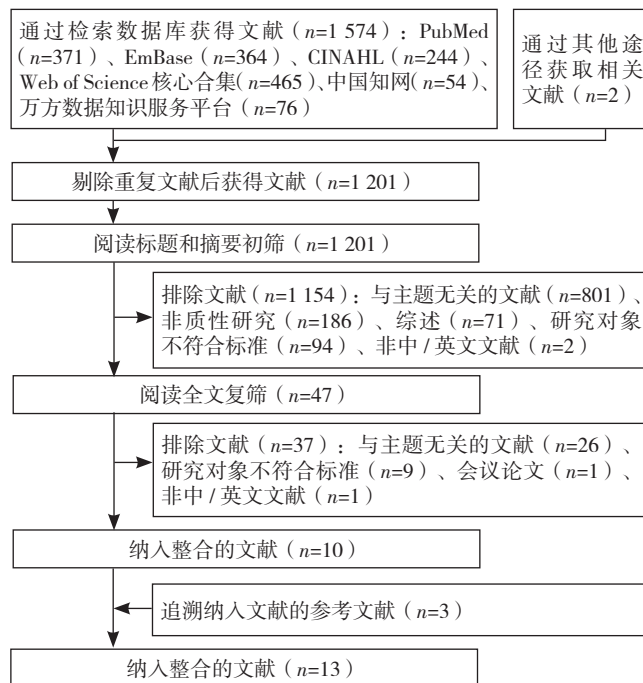 通过检索数据库获得文献（n=1 574）：PubMed
（n=371）、EmBase（n=364）、CINAHL（n=244）、
Web of Science 核心合集（n=465）、中国知网（n=54）、
万方数据知识服务平台（n=76）
通过其他途
径获取相关
文献（n=2）
剔除重复文献后获得文献（n=1 201）
阅读标题和摘要初筛（n=1 201）
排除文献（n=1 154）：与主题无关的文献（n=801）、
非质性研究（n=186）、综述（n=71）、研究对象
不符合标准（n=94）、非中 / 英文文献（n=2）
阅读全文复筛（n=47）
排除文献（n=37）：与主题无关的文献（n=26）、
研究对象不符合标准（n=9）、会议论文（n=1）、
非中 / 英文文献（n=1）
纳入整合的文献（n=10）
追溯纳入文献的参考文献（n=3）
纳入整合的文献（n=13）